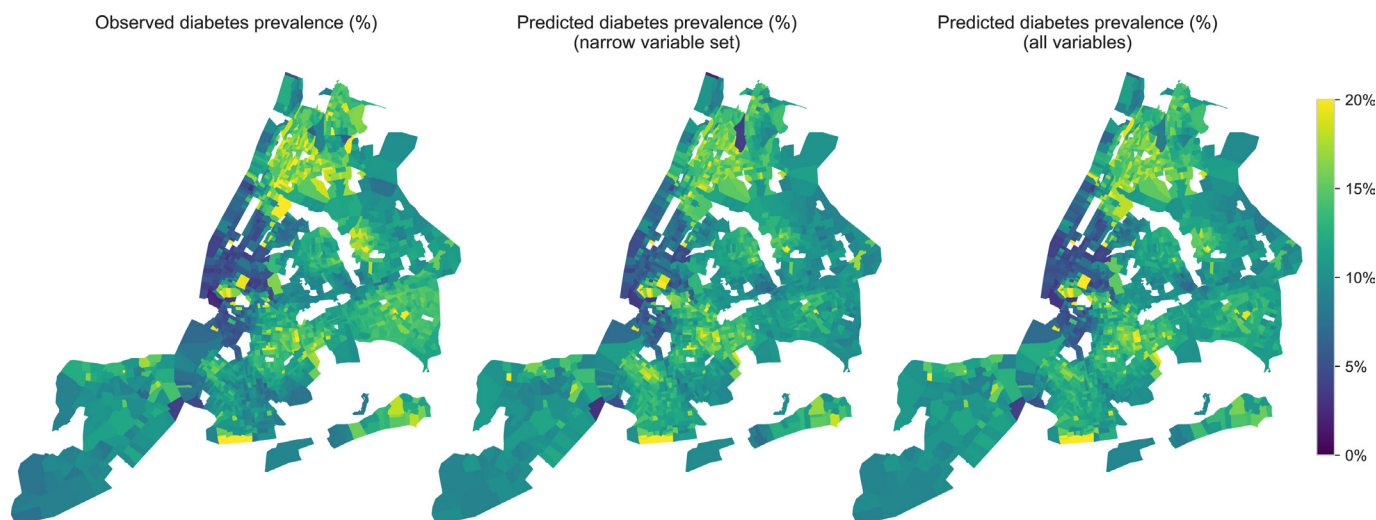 Observed diabetes prevalence (%)
Predicted diabetes prevalence (%)
(narrow variable set)
Predicted diabetes prevalence (%)
(all variables)
20%
15%
10%
5%
0%